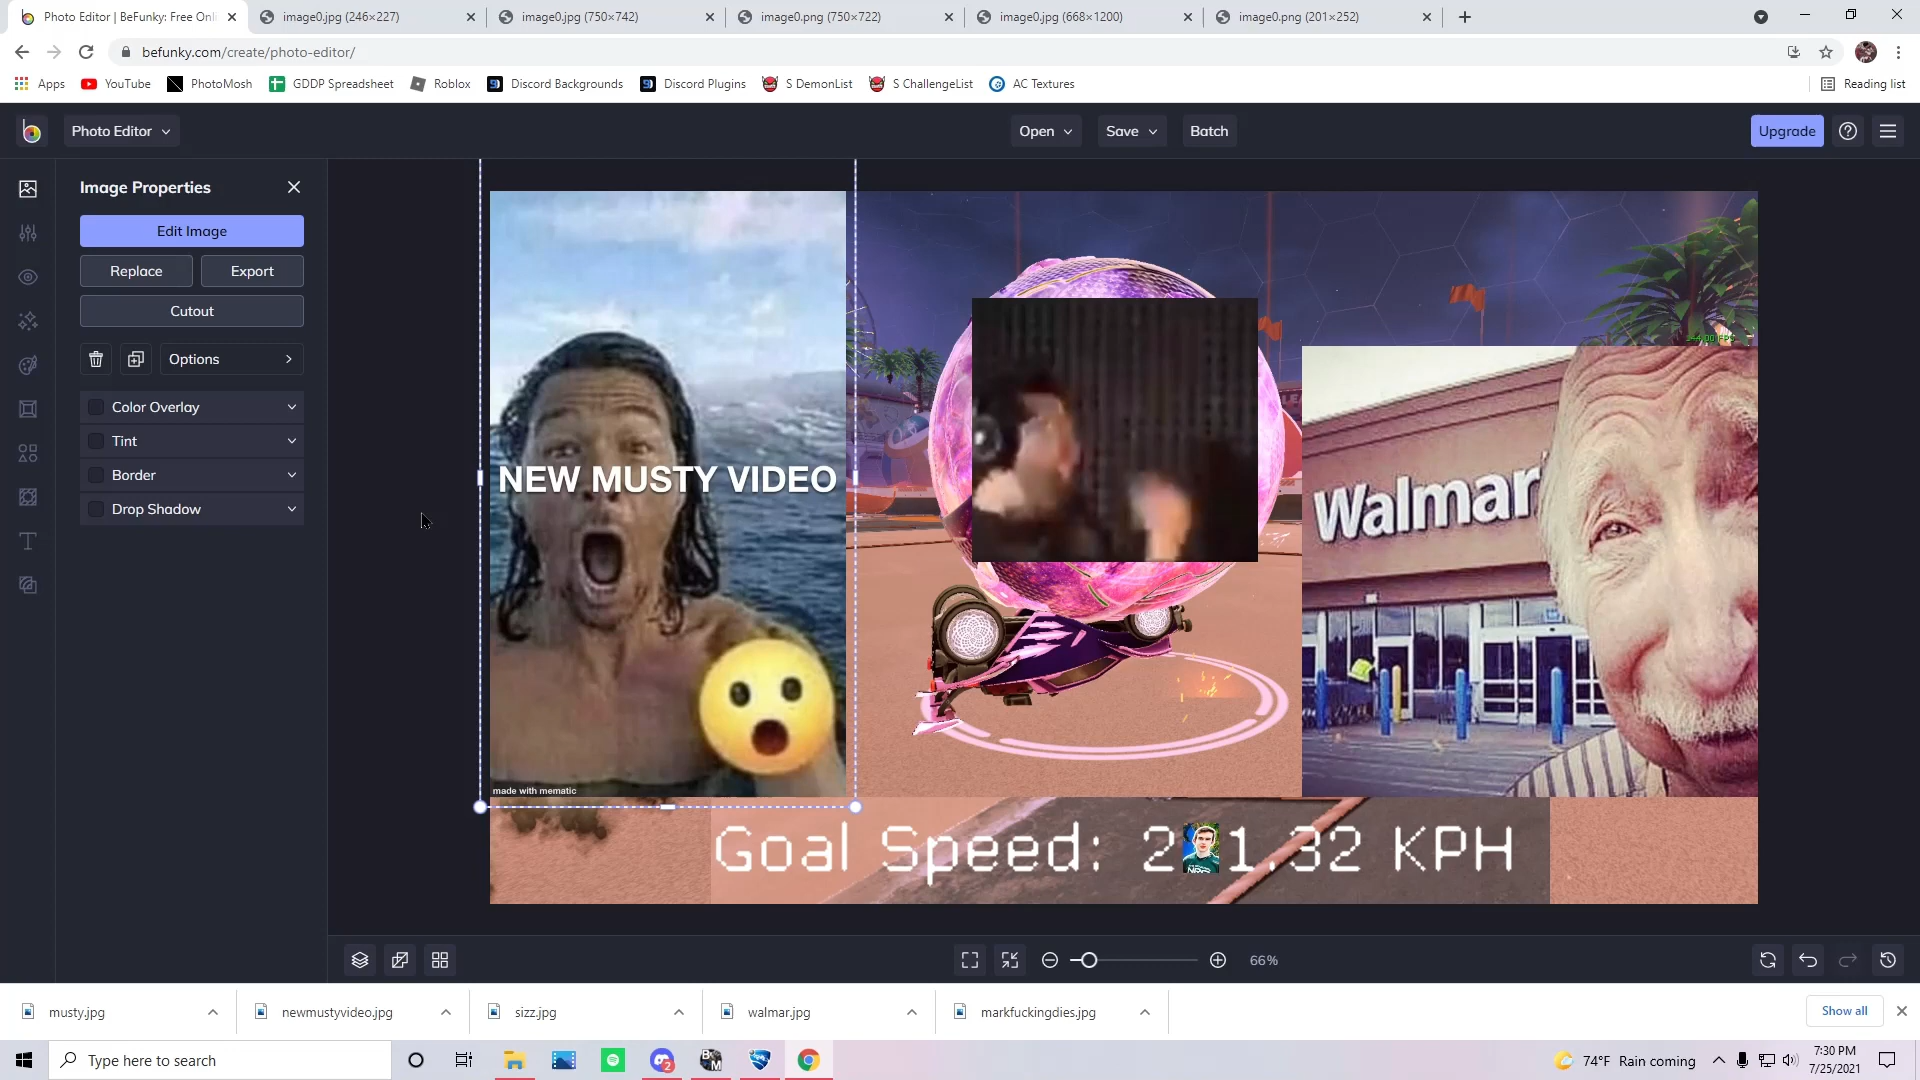 Photo Editor | BeFunky: Free Onli
image0.jpg (246×227)
image0.jpg (750×742)
image0.png (750×722)
image0.jpg (668×1200)
image0.png (201×252)
befunky.com/create/photo-editor/
Apps
YouTube
PhotoMosh
GDDP Spreadsheet
Roblox
Discord Backgrounds
Discord Plugins
S DemonList
S ChallengeList
AC Textures
Reading list
Photo Editor
Open
Save
Batch
Upgrade
Image Properties
Edit Image
Replace
Export
Cutout
Options
Color Overlay
Tint
Border
Drop Shadow
NEW MUSTY VIDEO
made with mematic
Walmar
Goal Speed: 2 1.32 KPH
66%
musty.jpg
newmustyvideo.jpg
sizz.jpg
walmar.jpg
markfuckingdies.jpg
Show all
Type here to search
2
74°F Rain coming
7:30 PM
7/25/2021